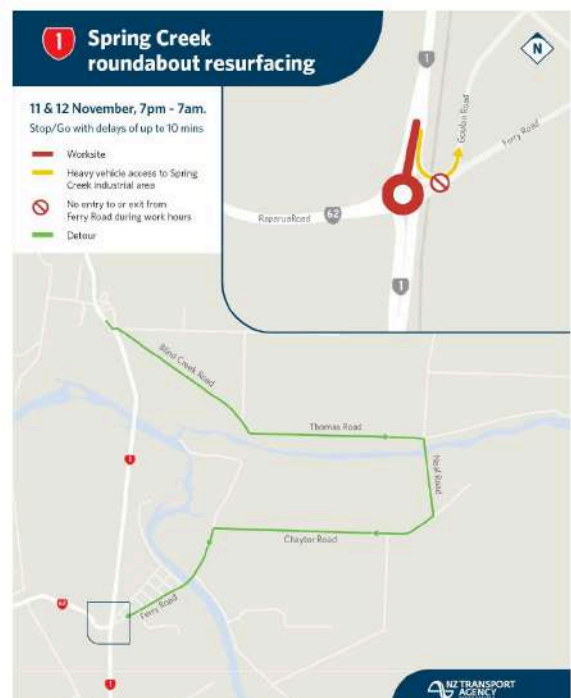 1
Spring Creek
roundabout resurfacing
11 & 12 November, 7pm - 7am.
Stop/Go with delays of up to 10 mins
Worksite
Heavy vehicle access to Spring
Creek industrial area
No entry to or exit from
Ferry Road during work hours
Detour
N
1
Gouland Road
Ferry Road
Rapaura Road
62
1
Blind Creek Road
Thomas Road
Neal Road
1
Chaytor Road
Ferry Road
62
1
NZ TRANSPORT
AGENCY